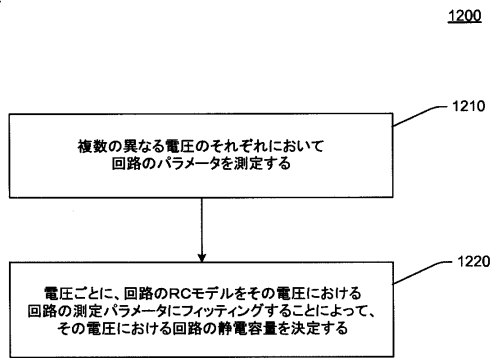 1200
1210
複数の異なる電圧のそれぞれにおいて
回路のパラメータを測定する
1220
電圧ごとに、回路のRCモデルをその電圧における
回路の測定パラメータにフィッティングすることによって、
その電圧における回路の静電容量を決定する